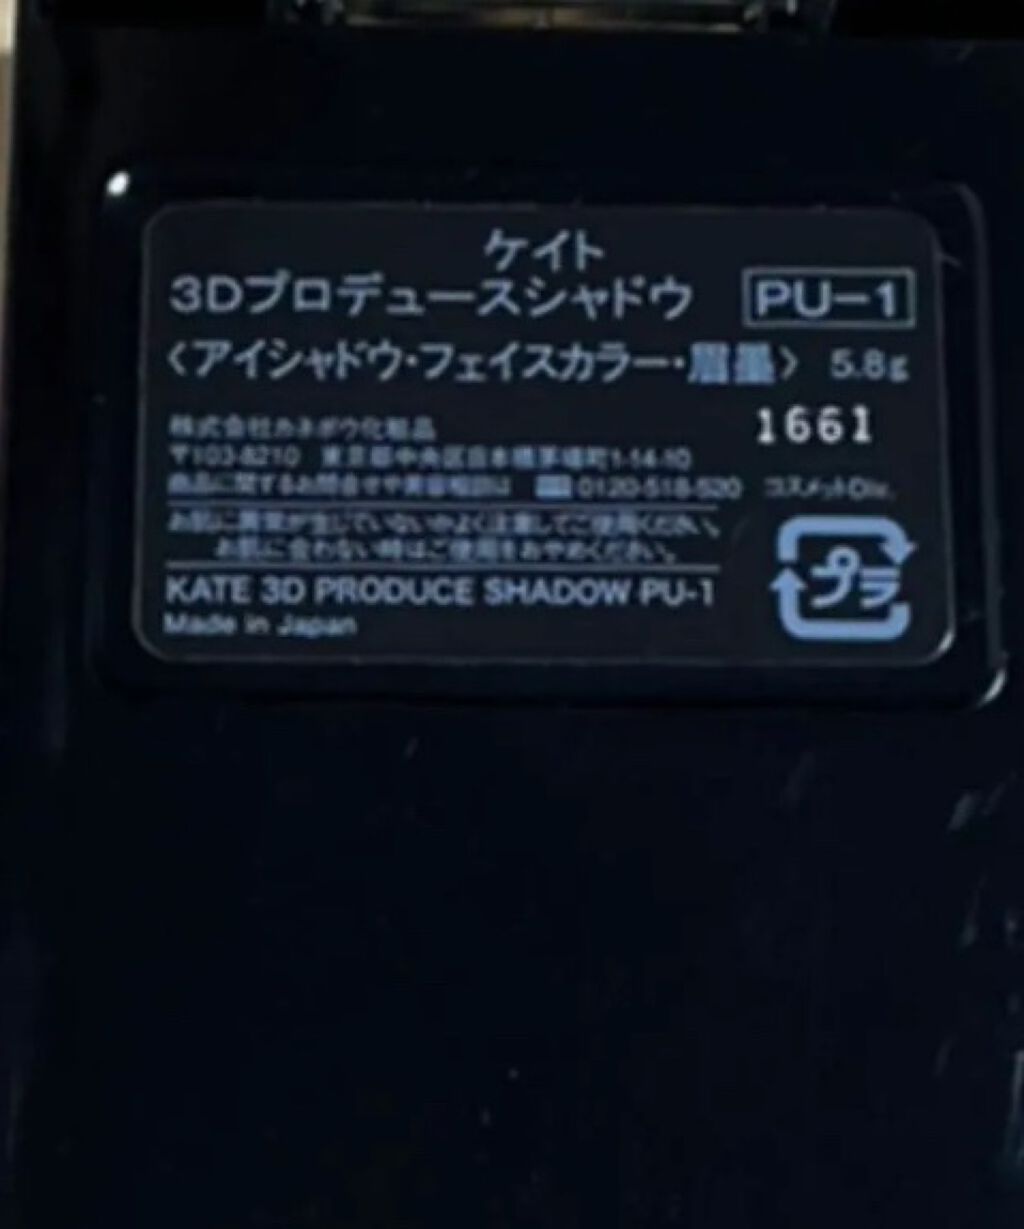 ケイト
3Dプロデュースシャドウ PU-1
〈アイシャドウ・フェイスカラー・眉墨〉 5.8g
1661
株式会社カネボウ化粧品
〒103-8210 東京都中央区日本橋茅場町1-14-10
商品に関するお問合せや美容相談は 0120-518-520 コスメットDiv.
お肌に異常が生じていないかよく注意してご使用ください。
お肌に合わない時はご使用をおやめください。
KATE 3D PRODUCE SHADOW PU-1
Made in Japan
プラ